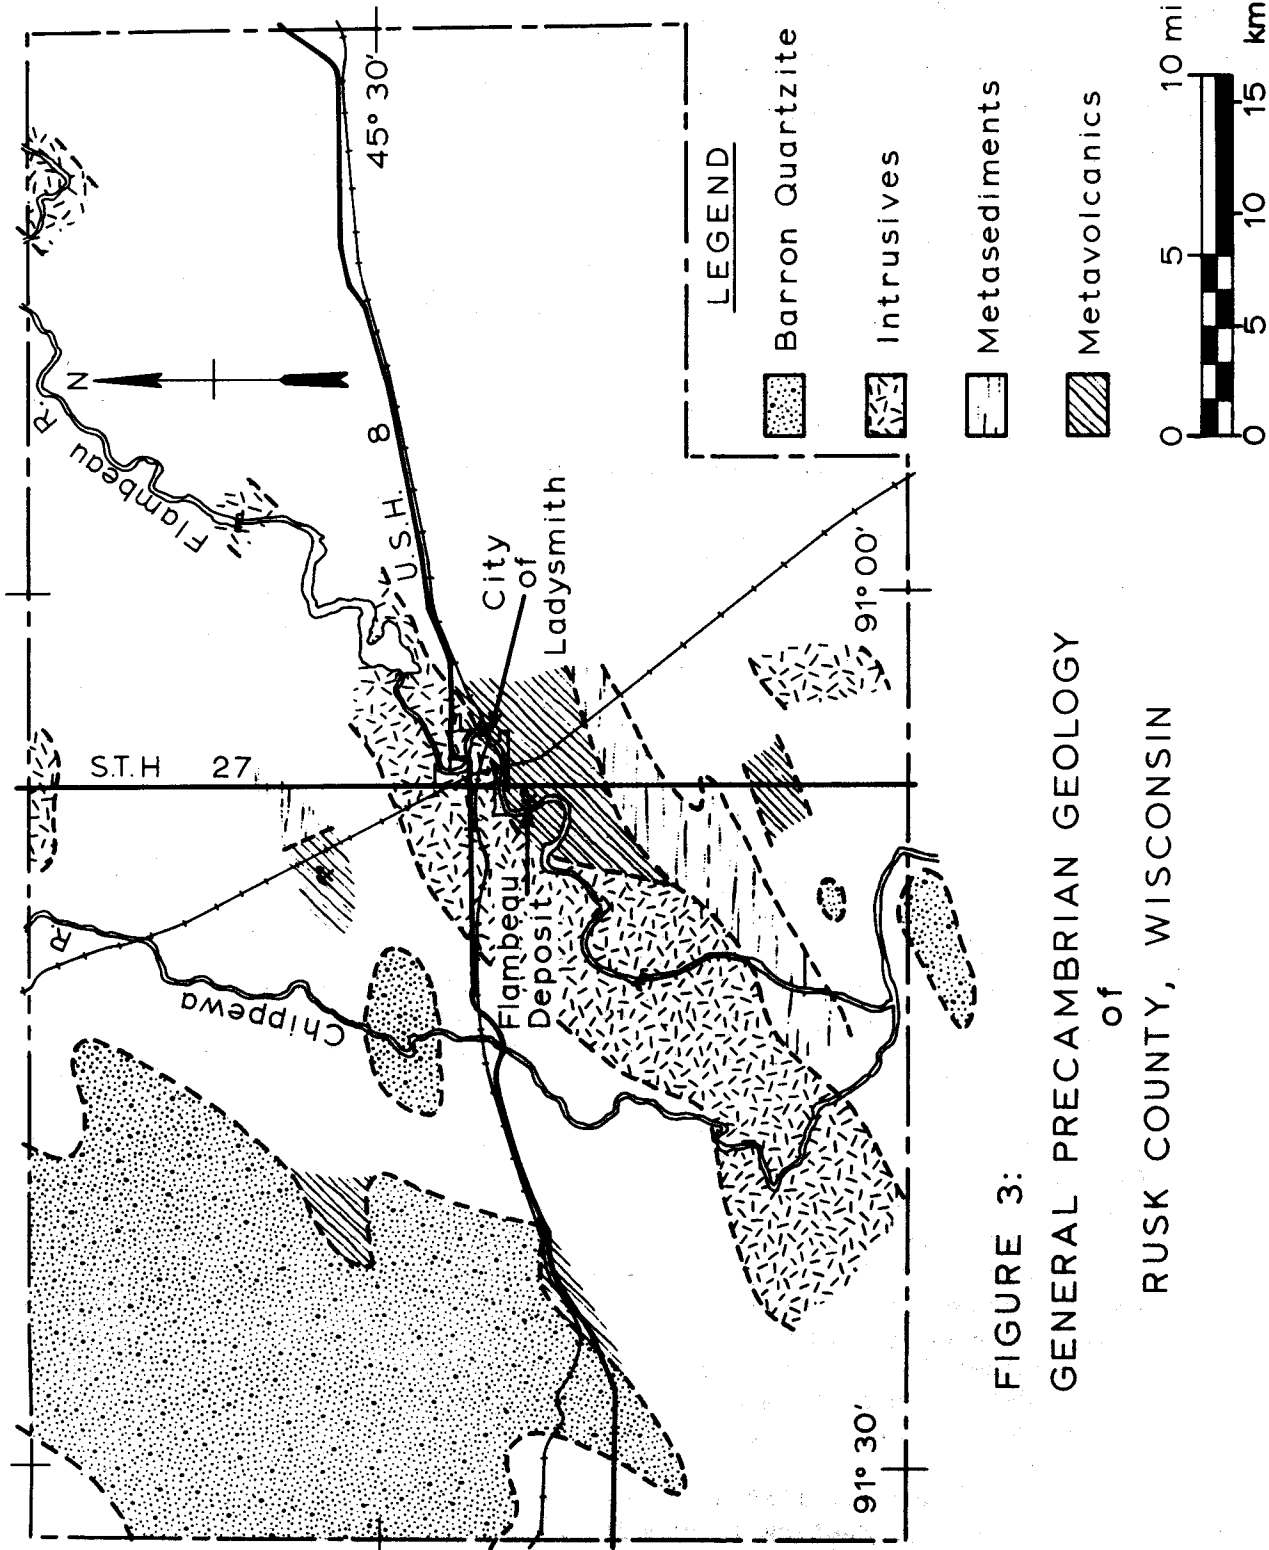 45° 30′
N
Flambeau R.
U.S.H. 8
City
of
Ladysmith
S.T.H 27
Chippewa R
Flambeau
Deposit
91° 00′
91° 30′
LEGEND
Barron Quartzite
Intrusives
Metasediments
Metavolcanics
0 5 10 mi
0 5 10 15 km
FIGURE 3:
GENERAL PRECAMBRIAN GEOLOGY
of
RUSK COUNTY, WISCONSIN